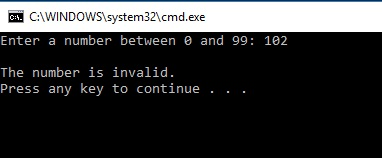 C:\WINDOWS\system32\cmd.exe
Enter a number between 0 and 99: 102
The number is invalid.
Press any key to continue . . .